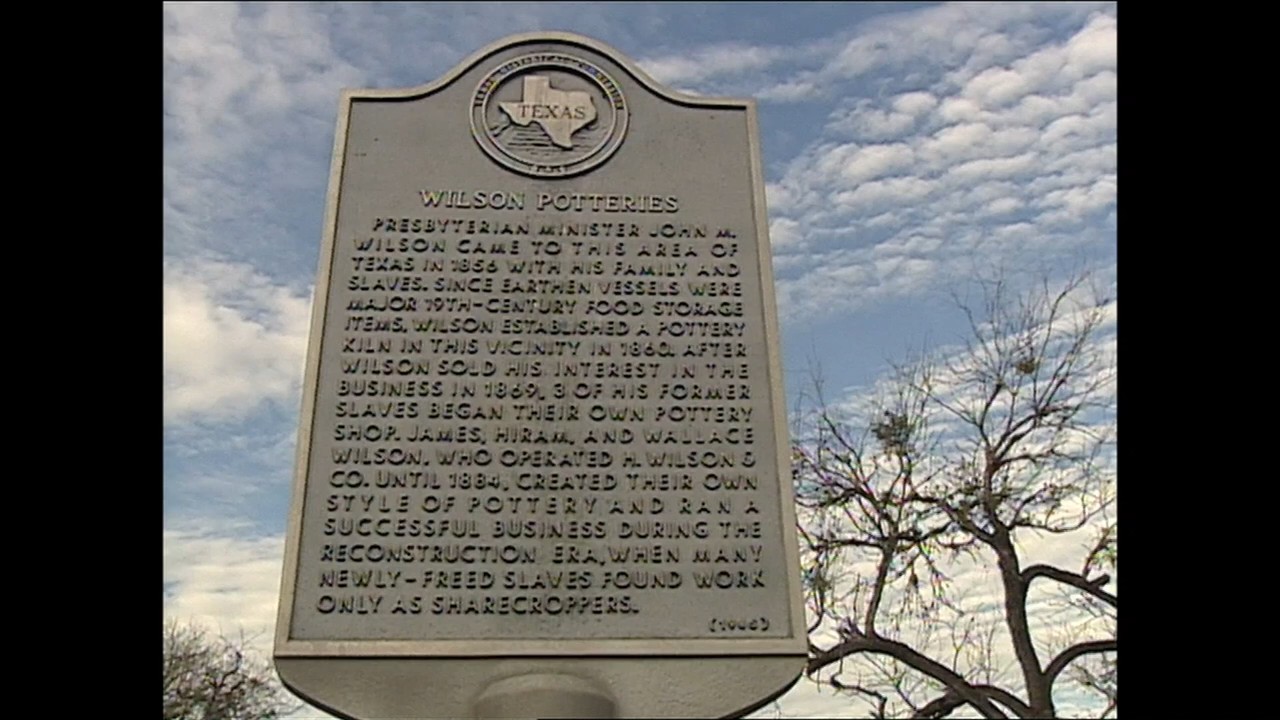 TEXAS HISTORICAL COMMISSION
TEXAS
WILSON POTTERIES
PRESBYTERIAN MINISTER JOHN M.
WILSON CAME TO THIS AREA OF
TEXAS IN 1856 WITH HIS FAMILY AND
SLAVES. SINCE EARTHEN VESSELS WERE
MAJOR 19TH-CENTURY FOOD STORAGE
ITEMS, WILSON ESTABLISHED A POTTERY
KILN IN THIS VICINITY IN 1860. AFTER
WILSON SOLD HIS INTEREST IN THE
BUSINESS IN 1869, 3 OF HIS FORMER
SLAVES BEGAN THEIR OWN POTTERY
SHOP. JAMES, HIRAM, AND WALLACE
WILSON, WHO OPERATED H. WILSON &
CO. UNTIL 1884, CREATED THEIR OWN
STYLE OF POTTERY AND RAN A
SUCCESSFUL BUSINESS DURING THE
RECONSTRUCTION ERA, WHEN MANY
NEWLY-FREED SLAVES FOUND WORK
ONLY AS SHARECROPPERS.